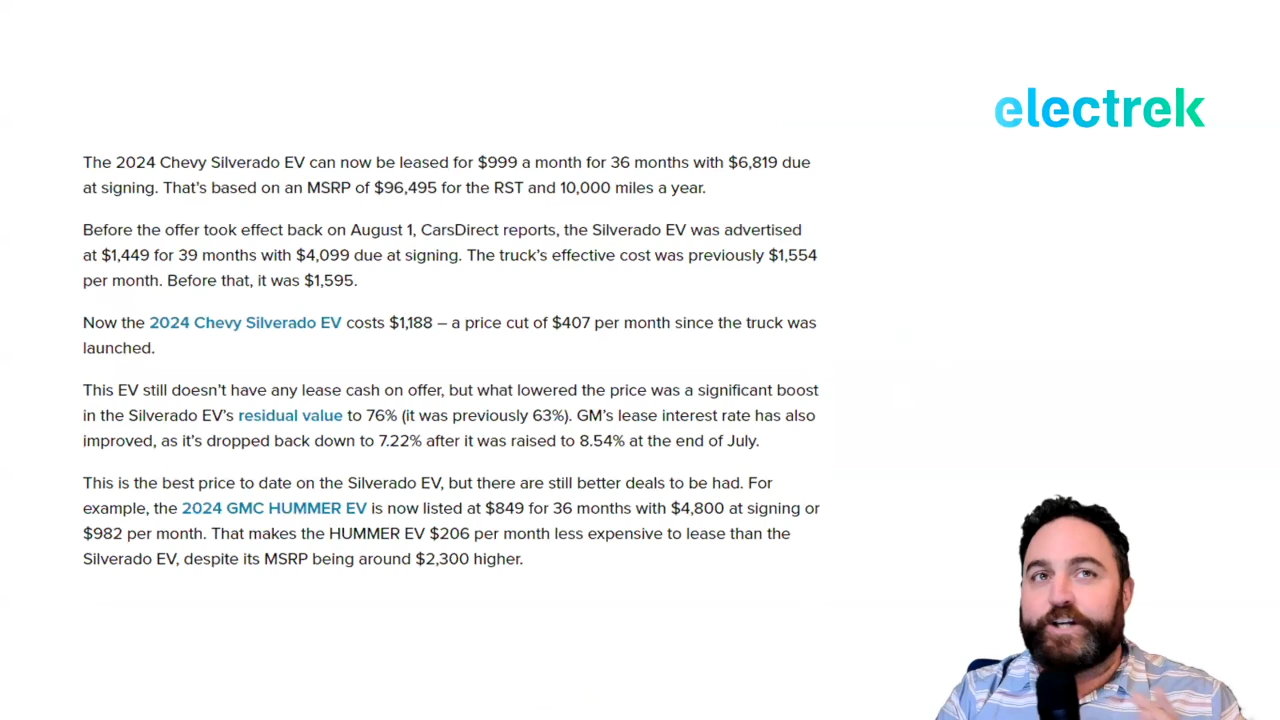 electrek
The 2024 Chevy Silverado EV can now be leased for $999 a month for 36 months with $6,819 due
at signing. That’s based on an MSRP of $96,495 for the RST and 10,000 miles a year.
Before the offer took effect back on August 1, CarsDirect reports, the Silverado EV was advertised
at $1,449 for 39 months with $4,099 due at signing. The truck’s effective cost was previously $1,554
per month. Before that, it was $1,595.
Now the 2024 Chevy Silverado EV costs $1,188 – a price cut of $407 per month since the truck was
launched.
This EV still doesn’t have any lease cash on offer, but what lowered the price was a significant boost
in the Silverado EV’s residual value to 76% (it was previously 63%). GM’s lease interest rate has also
improved, as it’s dropped back down to 7.22% after it was raised to 8.54% at the end of July.
This is the best price to date on the Silverado EV, but there are still better deals to be had. For
example, the 2024 GMC HUMMER EV is now listed at $849 for 36 months with $4,800 at signing or
$982 per month. That makes the HUMMER EV $206 per month less expensive to lease than the
Silverado EV, despite its MSRP being around $2,300 higher.